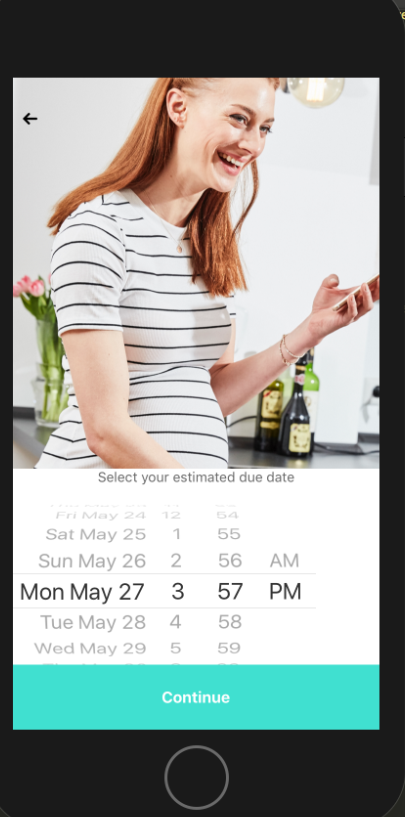 Select your estimated due date
Fri May 24 12 54
Sat May 25 1 55
Sun May 26 2 56 AM
Mon May 27 3 57 PM
Tue May 28 4 58
Wed May 29 5 59
Continue